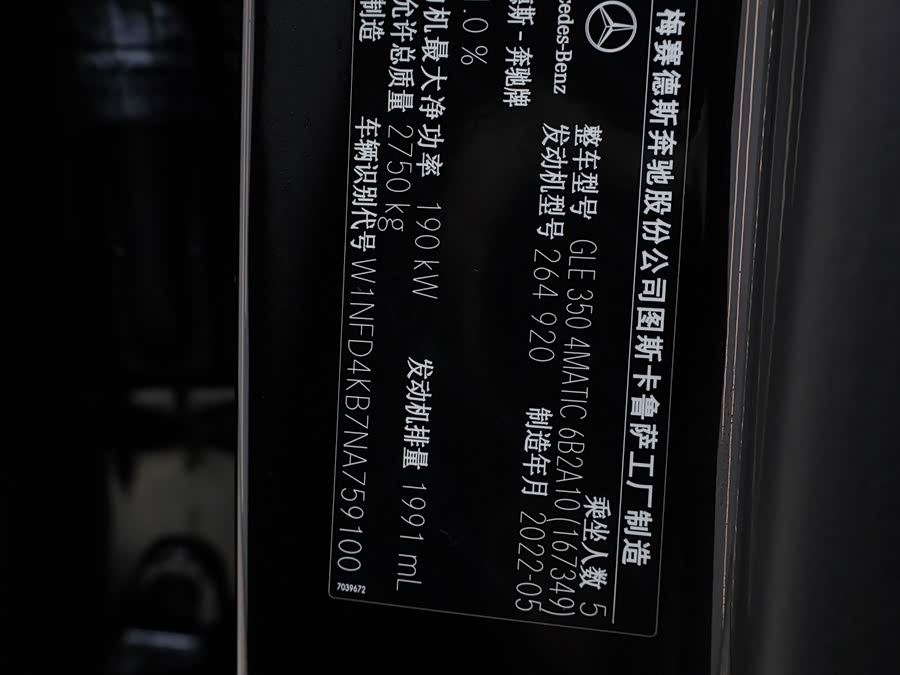 梅赛德斯奔驰股份公司图斯卡鲁萨工厂制造
乘坐人数 5
cedes-Benz
整车型号 GLE 350 4MATIC 6B2A10(167349)
德斯-奔驰牌
发动机型号 264 920
制造年月 2022-05
.0 %
机最大净功率 190 kW
发动机排量 1991 mL
允许总质量 2750 kg
制造
车辆识别代号 W1NFD4KB7NA759100
7039672